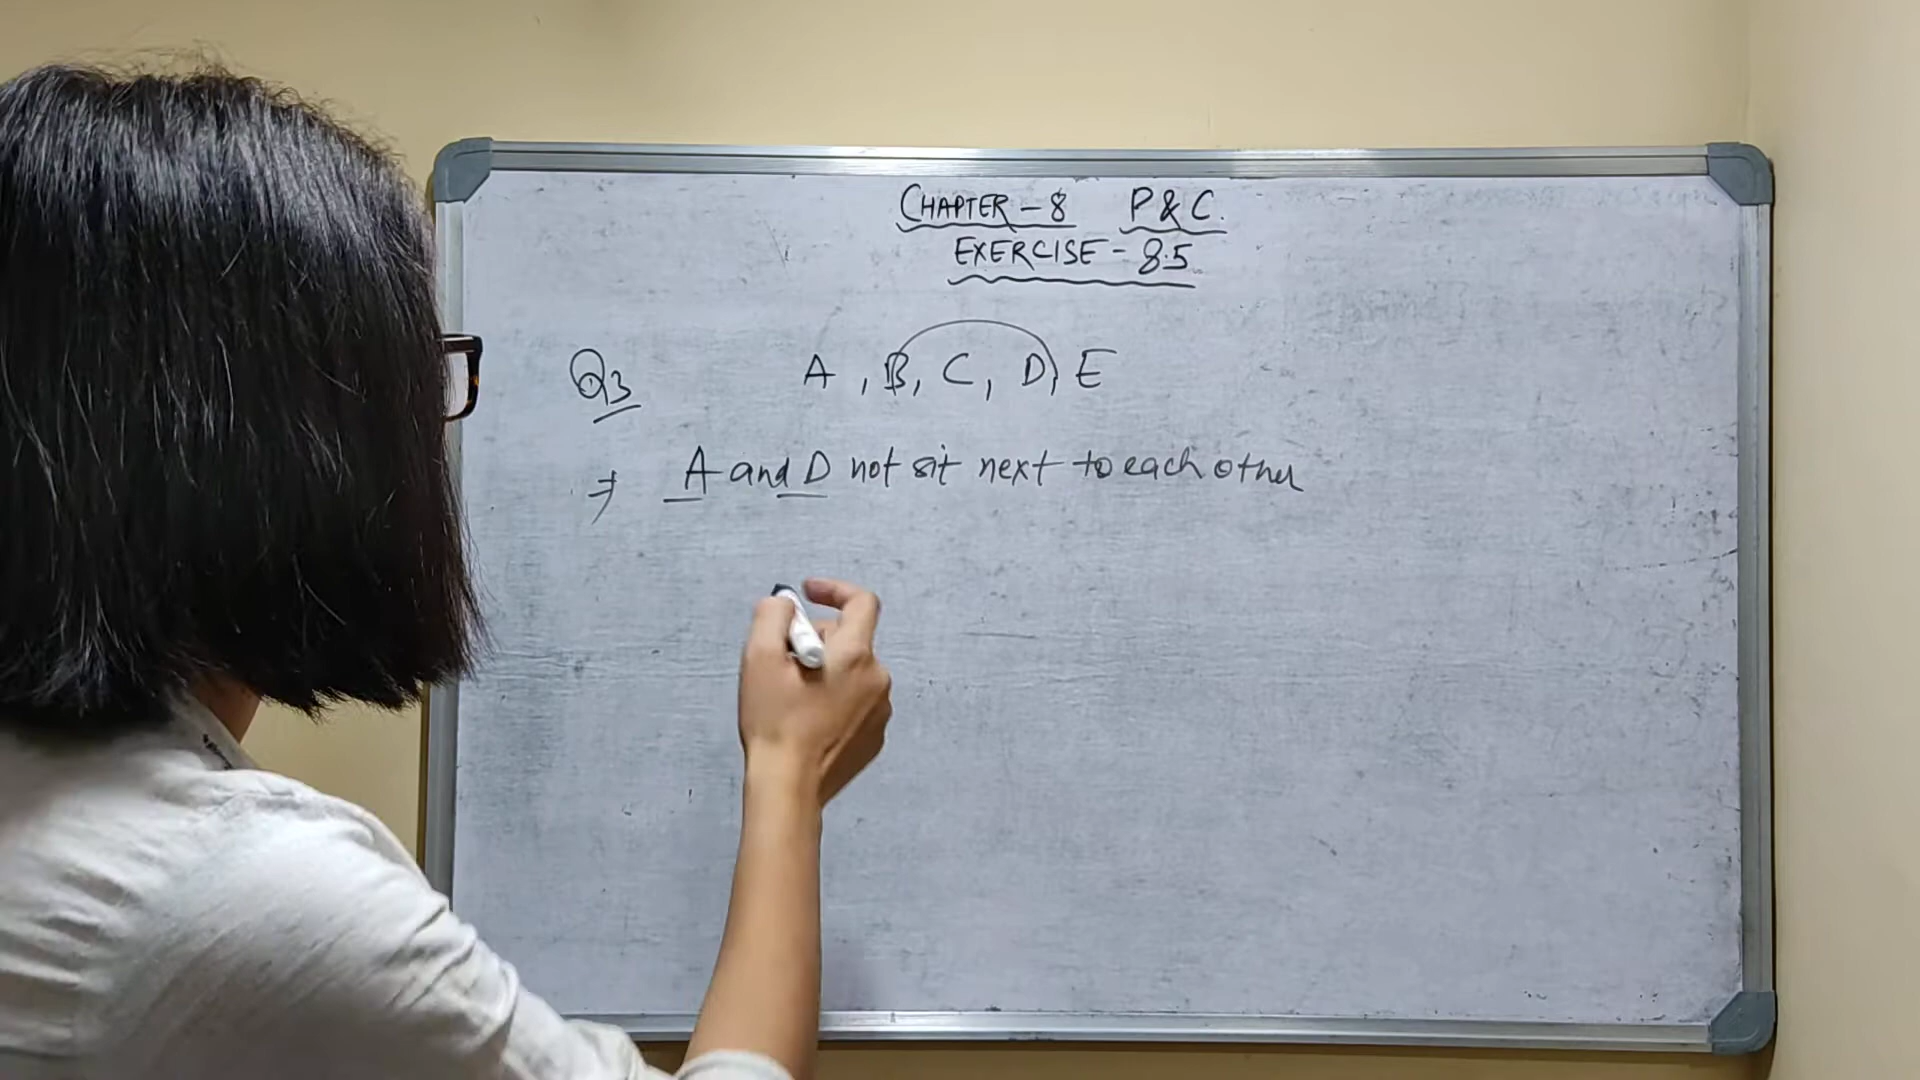 CHAPTER-8 P&C.
EXERCISE-8.5
Q3 A, B, C, D, E
⇒ A and D not sit next to each other